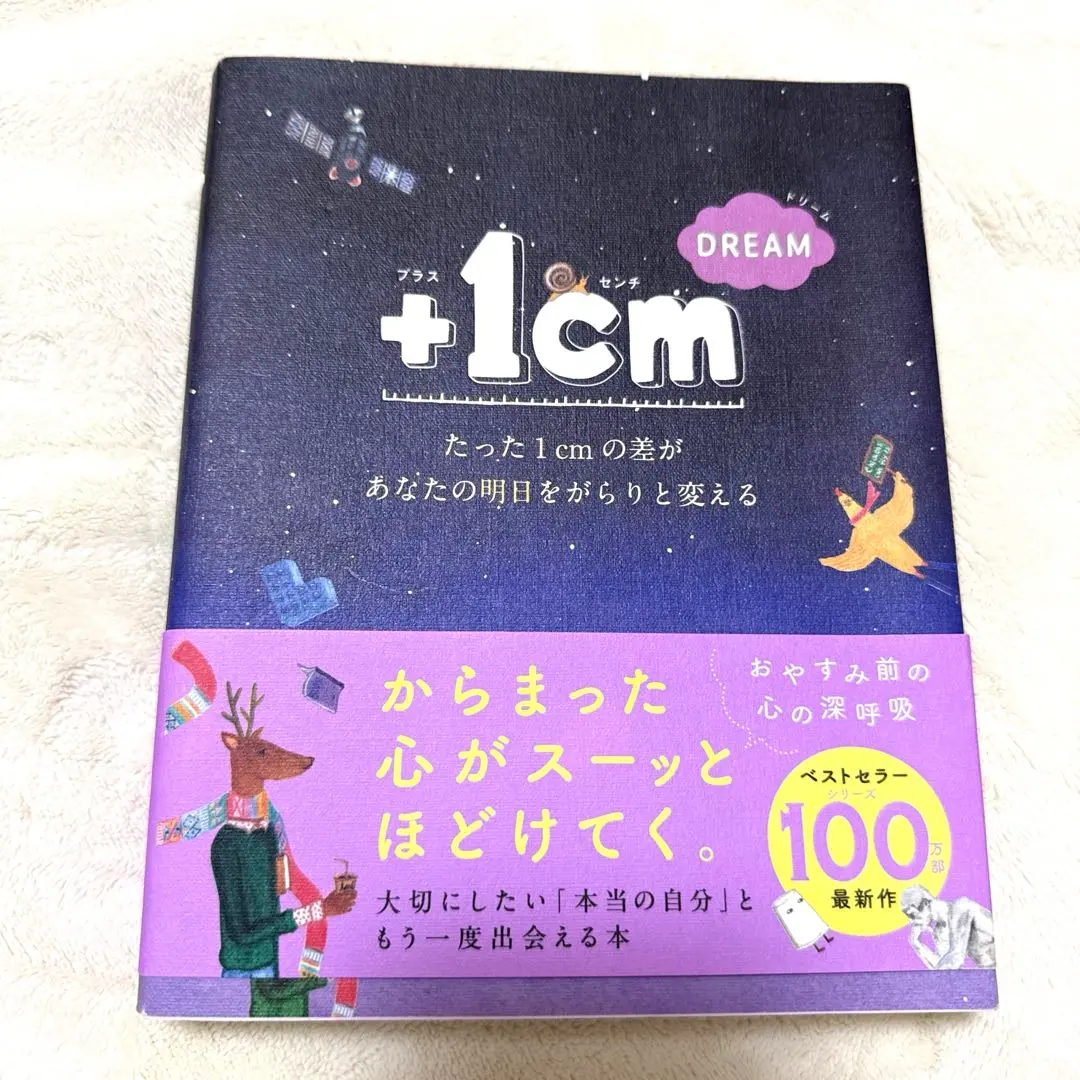 ドリーム
DREAM
プラス
センチ
+1cm
たった1cmの差が
あなたの明日をがらりと変える
からまった
心がスーッと
ほどけてく。
おやすみ前の
心の深呼吸
ベストセラー
シリーズ
100万部
最新作
大切にしたい「本当の自分」と
もう一度出会える本